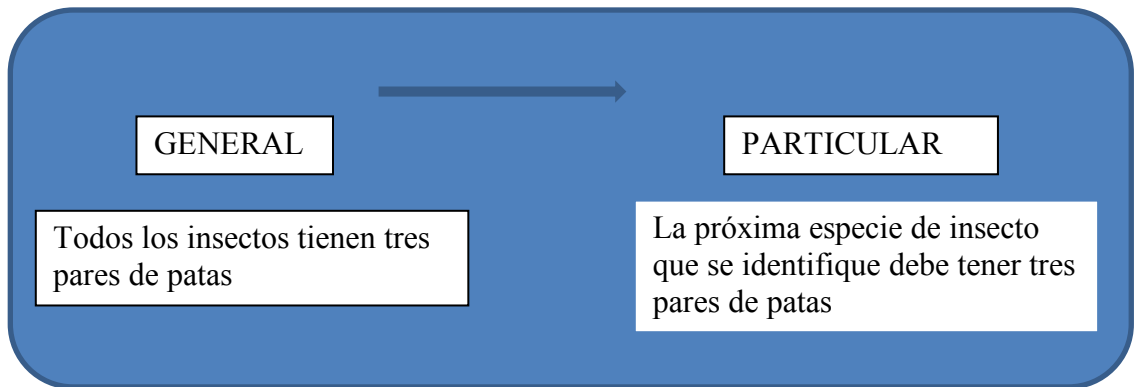 GENERAL
PARTICULAR
Todos los insectos tienen tres
pares de patas
La próxima especie de insecto
que se identifique debe tener tres
pares de patas